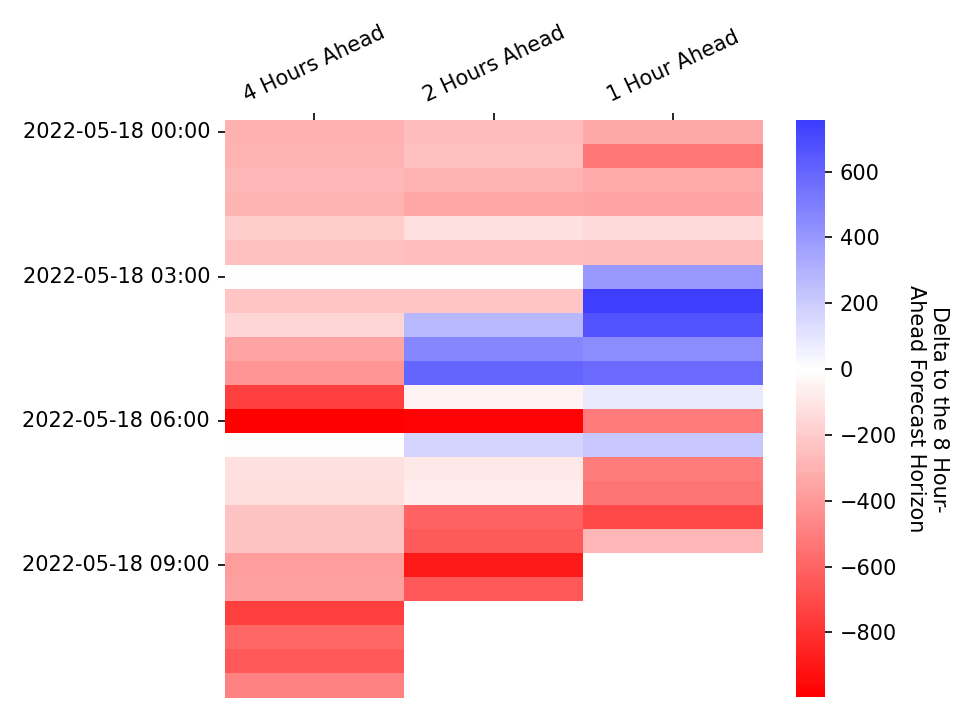 4 Hours Ahead
2 Hours Ahead
1 Hour Ahead
2022-05-18 00:00
2022-05-18 03:00
2022-05-18 06:00
2022-05-18 09:00
600
400
200
0
−200
−400
−600
−800
Delta to the 8 Hour-
Ahead Forecast Horizon